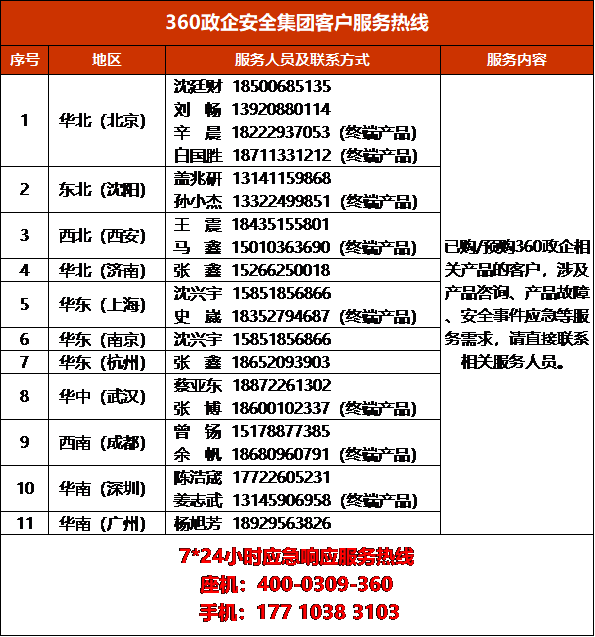 360政企安全集团客户服务热线
序号 地区 服务人员及联系方式 服务内容
1 华北（北京） 沈廷财 18500685135
刘 畅 13920880114
辛 晨 18222937053（终端产品）
白国胜 18711331212（终端产品）
2 东北（沈阳） 盖兆研 13141159868
孙小杰 13322499851（终端产品）
3 西北（西安） 王 震 18435155801
马 鑫 15010363690（终端产品）
4 华北（济南） 张 鑫 15266250018
5 华东（上海） 沈兴宇 15851856866
史 崴 18352794687（终端产品）
6 华东（南京） 沈兴宇 15851856866
7 华东（杭州） 张 鑫 18652093903
8 华中（武汉） 蔡亚东 18872261302
张 博 18600102337（终端产品）
9 西南（成都） 曾 钖 15178877385
余 帆 18680960791（终端产品）
10 华南（深圳） 陈浩宬 17722605231
姜志武 13145906958（终端产品）
11 华南（广州） 杨旭芳 18929563826
已购/预购360政企相
关产品的客户，涉及
产品咨询、产品故障
、安全事件应急等服
务需求，请直接联系
相关服务人员。
7*24小时应急响应服务热线
座机：400-0309-360
手机：177 1038 3103